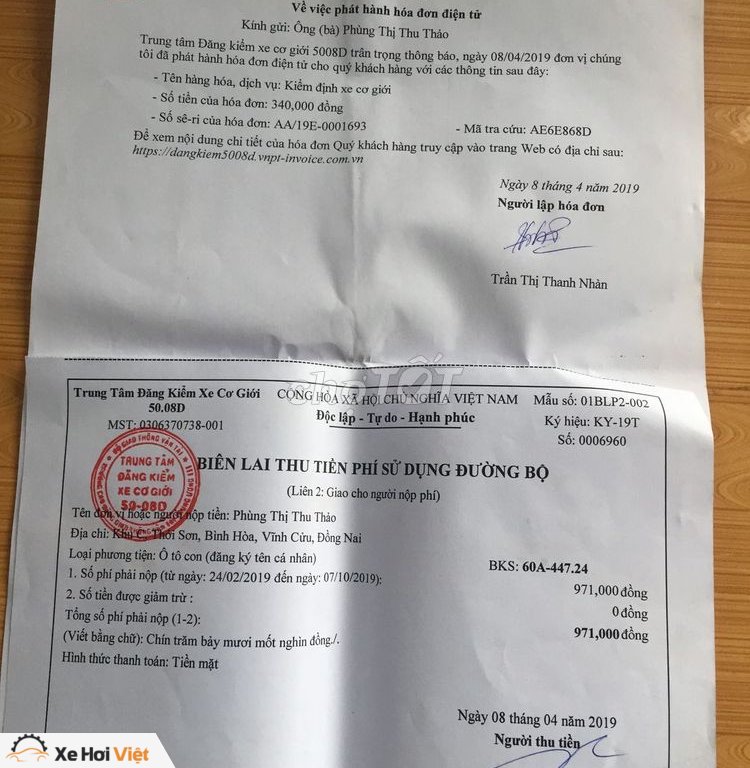 Về việc phát hành hóa đơn điện tử
Kính gửi: Ông (bà) Phùng Thị Thu Thảo
Trung tâm Đăng kiểm xe cơ giới 5008D trân trọng thông báo, ngày 08/04/2019 đơn vị chúng
tôi đã phát hành hóa đơn điện tử cho quý khách hàng với các thông tin sau đây:
- Tên hàng hóa, dịch vụ: Kiểm định xe cơ giới
- Số tiền của hóa đơn: 340,000 đồng
- Số sê-ri của hóa đơn: AA/19E-0001693 - Mã tra cứu: AE6E868D
Để xem nội dung chi tiết của hóa đơn Quý khách hàng truy cập vào trang Web có địa chỉ sau:
https://dangkiem5008d.vnpt-invoice.com.vn
Ngày 8 tháng 4 năm 2019
Người lập hóa đơn
Trần Thị Thanh Nhàn
chợ TỐT
Trung Tâm Đăng Kiểm Xe Cơ Giới CỘNG HÒA XÃ HỘI CHỦ NGHĨA VIỆT NAM Mẫu số: 01BLP2-002
50.08D Độc lập - Tự do - Hạnh phúc Ký hiệu: KY-19T
MST: 0306370738-001 Số: 0006960
TRUNG TÂM
ĐĂNG KIỂM
XE CƠ GIỚI
50-08D
BIÊN LAI THU TIỀN PHÍ SỬ DỤNG ĐƯỜNG BỘ
(Liên 2: Giao cho người nộp phí)
Tên đơn vị hoặc người nộp tiền: Phùng Thị Thu Thảo
Địa chỉ: Khu C Thới Sơn, Bình Hòa, Vĩnh Cửu, Đồng Nai
Loại phương tiện: Ô tô con (đăng ký tên cá nhân) BKS: 60A-447.24
1. Số phí phải nộp (từ ngày: 24/02/2019 đến ngày: 07/10/2019): 971,000 đồng
2. Số tiền được giảm trừ : 0 đồng
Tổng số phí phải nộp (1-2): 971,000 đồng
(Viết bằng chữ): Chín trăm bảy mươi mốt nghìn đồng./.
Hình thức thanh toán: Tiền mặt
Ngày 08 tháng 04 năm 2019
Người thu tiền
Xe Hơi Việt